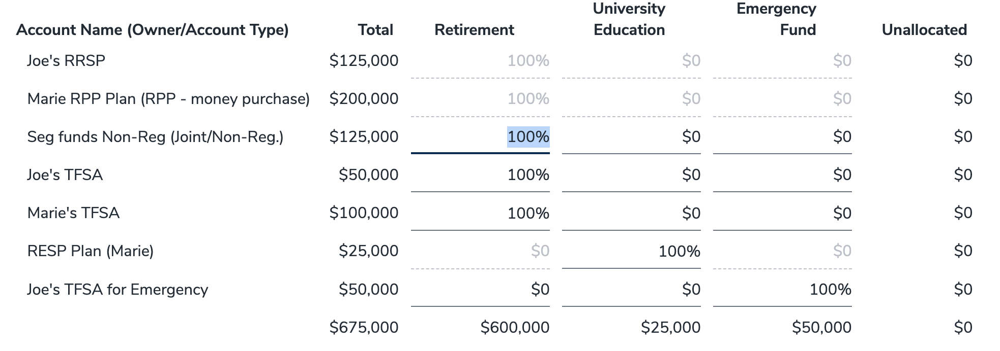 University Emergency
Account Name (Owner/Account Type) Total Retirement Education Fund Unallocated
Joe's RRSP $125,000 100% $0 $0 $0
Marie RPP Plan (RPP - money purchase) $200,000 100% $0 $0 $0
Seg funds Non-Reg (Joint/Non-Reg.) $125,000 100% $0 $0 $0
Joe's TFSA $50,000 100% $0 $0 $0
Marie's TFSA $100,000 100% $0 $0 $0
RESP Plan (Marie) $25,000 $0 100% $0 $0
Joe's TFSA for Emergency $50,000 $0 $0 100% $0
$675,000 $600,000 $25,000 $50,000 $0